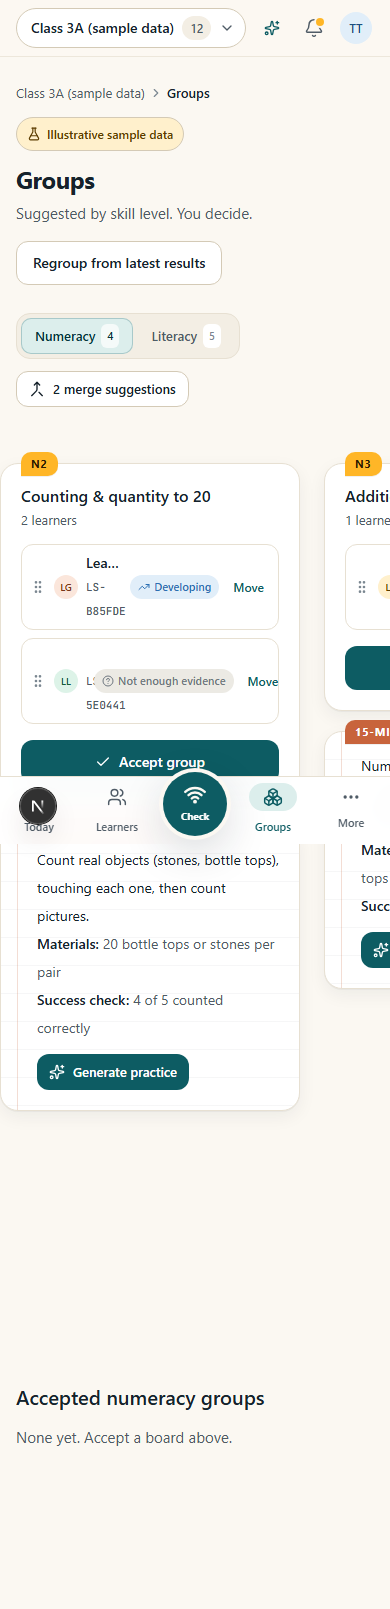 Class 3A (sample data) 12
TT
Class 3A (sample data) > Groups
Illustrative sample data
Groups
Suggested by skill level. You decide.
Regroup from latest results
Numeracy 4 Literacy 5
2 merge suggestions
N2
Counting & quantity to 20
2 learners
LG
Lea...
LS-
B85FDE
Developing
Move
LL
Not enough evidence
Move
5E0441
Accept group
N3
1 learne
15-MI
Num
N
Today
Learners
Check
Groups
More
Count real objects (stones, bottle tops),
touching each one, then count
pictures.
Materials: 20 bottle tops or stones per
pair
Success check: 4 of 5 counted
correctly
Generate practice
Mate
tops
Succ
Accepted numeracy groups
None yet. Accept a board above.